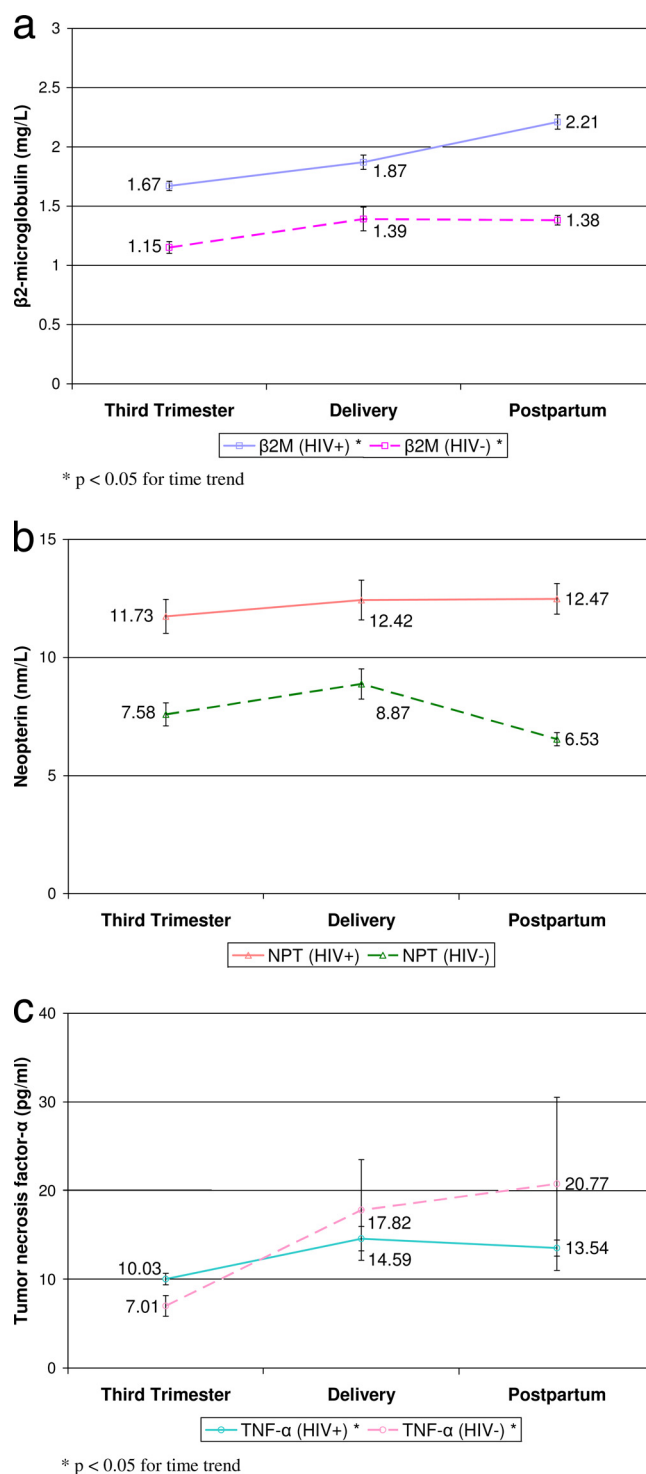 a
3
2.5
2
1.5
1
0.5
0
β2-microglobulin (mg/L)
1.67
1.87
2.21
1.15
1.39
1.38
Third Trimester Delivery Postpartum
β2M (HIV+) * β2M (HIV-) *
* p < 0.05 for time trend
b
15
10
5
0
Neopterin (nm/L)
11.73
12.42
12.47
7.58
8.87
6.53
Third Trimester Delivery Postpartum
NPT (HIV+) NPT (HIV-)
c
40
30
20
10
0
Tumor necrosis factor-α (pg/ml)
10.03
7.01
17.82
14.59
20.77
13.54
Third Trimester Delivery Postpartum
TNF-α (HIV+) * TNF-α (HIV-) *
* p < 0.05 for time trend